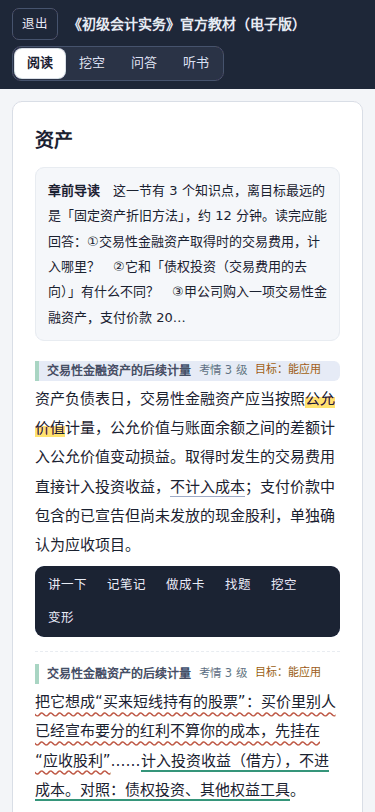 退出 《初级会计实务》官方教材（电子版）
阅读 挖空 问答 听书
资产
章前导读 这一节有 3 个知识点，离目标最远的
是「固定资产折旧方法」，约 12 分钟。读完应能
回答：①交易性金融资产取得时的交易费用，计
入哪里？ ②它和「债权投资（交易费用的去
向）」有什么不同？ ③甲公司购入一项交易性金
融资产，支付价款 20…
交易性金融资产的后续计量 考情 3 级 目标：能应用
资产负债表日，交易性金融资产应当按照公允
价值计量，公允价值与账面余额之间的差额计
入公允价值变动损益。取得时发生的交易费用
直接计入投资收益，不计入成本；支付价款中
包含的已宣告但尚未发放的现金股利，单独确
认为应收项目。
讲一下 记笔记 做成卡 找题 挖空
变形
交易性金融资产的后续计量 考情 3 级 目标：能应用
把它想成“买来短线持有的股票”：买价里别人
已经宣布要分的红利不算你的成本，先挂在
“应收股利”……计入投资收益（借方），不进
成本。对照：债权投资、其他权益工具。